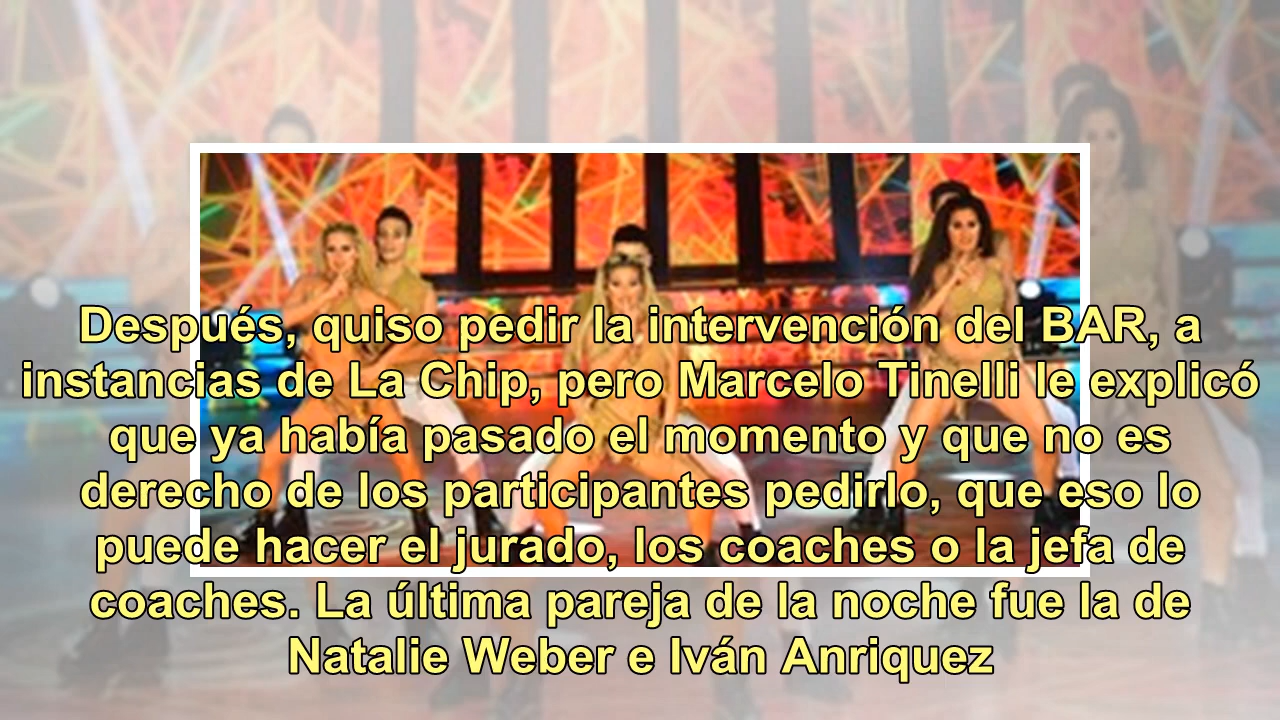 Después, quiso pedir la intervención del BAR, a
instancias de La Chip, pero Marcelo Tinelli le explicó
que ya había pasado el momento y que no es
derecho de los participantes pedirlo, que eso lo
puede hacer el jurado, los coaches o la jefa de
coaches. La última pareja de la noche fue la de
Natalie Weber e Iván Anriquez